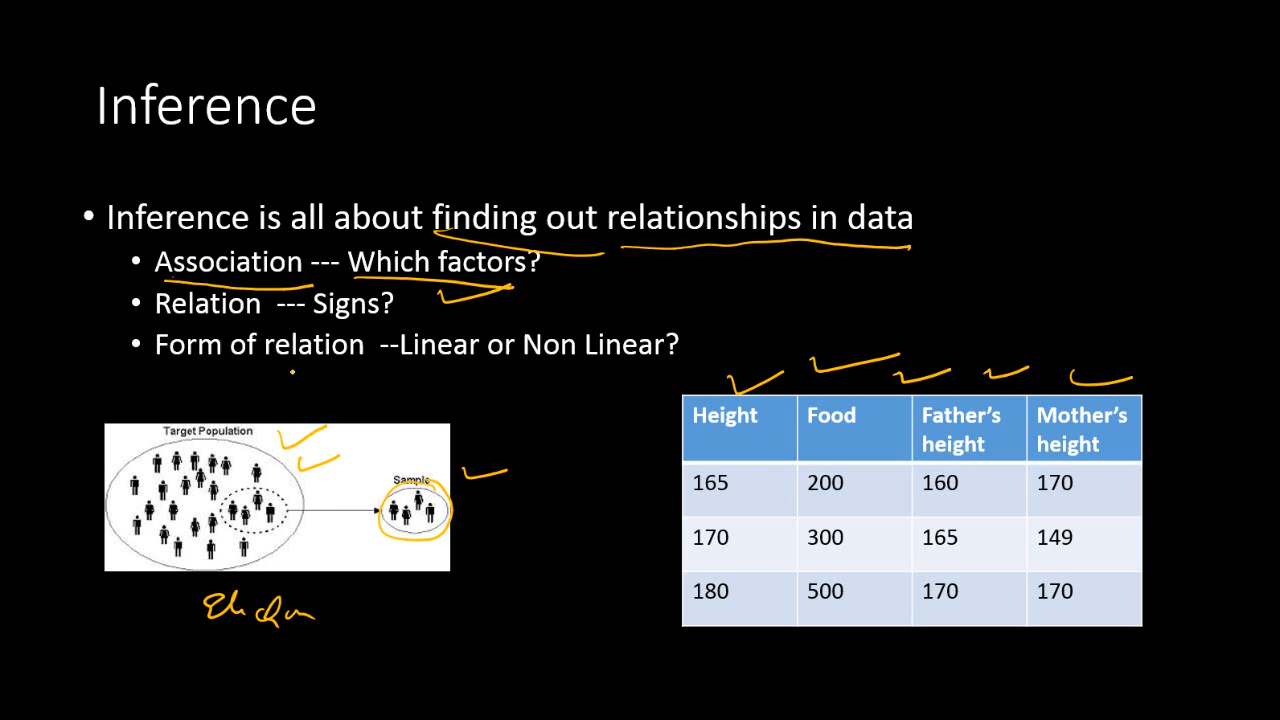 Inference
• Inference is all about finding out relationships in data
• Association --- Which factors?
• Relation --- Signs?
• Form of relation --Linear or Non Linear?
Target Population
Sample
Height Food Father's height Mother's height
165 200 160 170
170 300 165 149
180 500 170 170